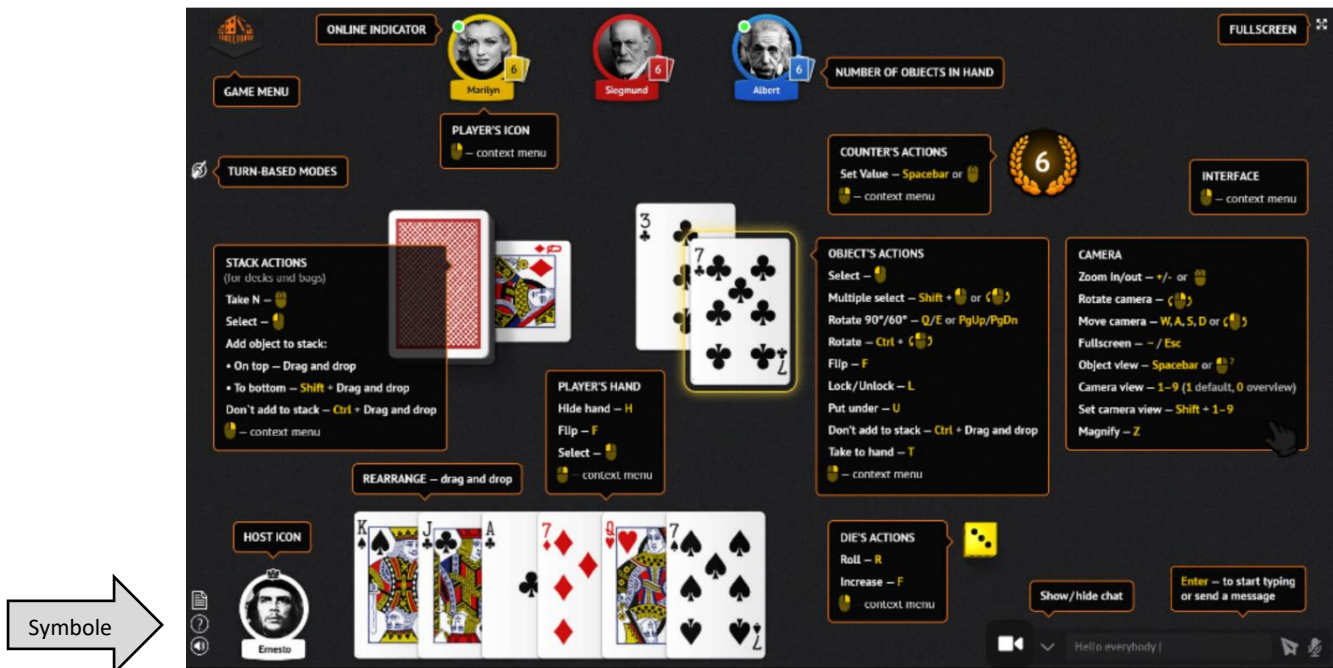 ONLINE INDICATOR
FULLSCREEN
6
6
6
Marilyn
Siegmund
Albert
NUMBER OF OBJECTS IN HAND
GAME MENU
PLAYER'S ICON
— context menu
COUNTER'S ACTIONS
Set Value — Spacebar or
— context menu
6
TURN-BASED MODES
INTERFACE
— context menu
STACK ACTIONS
(for decks and bags)
Take N —
Select —
Add object to stack:
• On top — Drag and drop
• To bottom — Shift + Drag and drop
Don't add to stack — Ctrl + Drag and drop
— context menu
Q
3
7
7
OBJECT'S ACTIONS
Select —
Multiple select — Shift + or
Rotate 90°/60° — Q/E or PgUp/PgDn
Rotate — Ctrl +
Flip — F
Lock/Unlock — L
Put under — U
Don't add to stack — Ctrl + Drag and drop
Take to hand — T
— context menu
CAMERA
Zoom in/out — +/- or
Rotate camera —
Move camera — W, A, S, D or
Fullscreen — ~ / Esc
Object view — Spacebar or ?
Camera view — 1–9 (1 default, 0 overview)
Set camera view — Shift + 1–9
Magnify — Z
PLAYER'S HAND
Hide hand — H
Flip — F
Select —
— context menu
REARRANGE — drag and drop
HOST ICON
K
J
A
7
Q
7
7
DIE'S ACTIONS
Roll — R
Increase — F
— context menu
Show/hide chat
Enter — to start typing
or send a message
Symbole
?
Ernesto
Hello everybody|